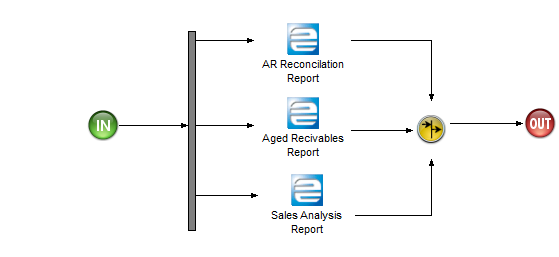 AR Reconcilation
Report
IN
Aged Recivables
Report
OUT
Sales Analysis
Report